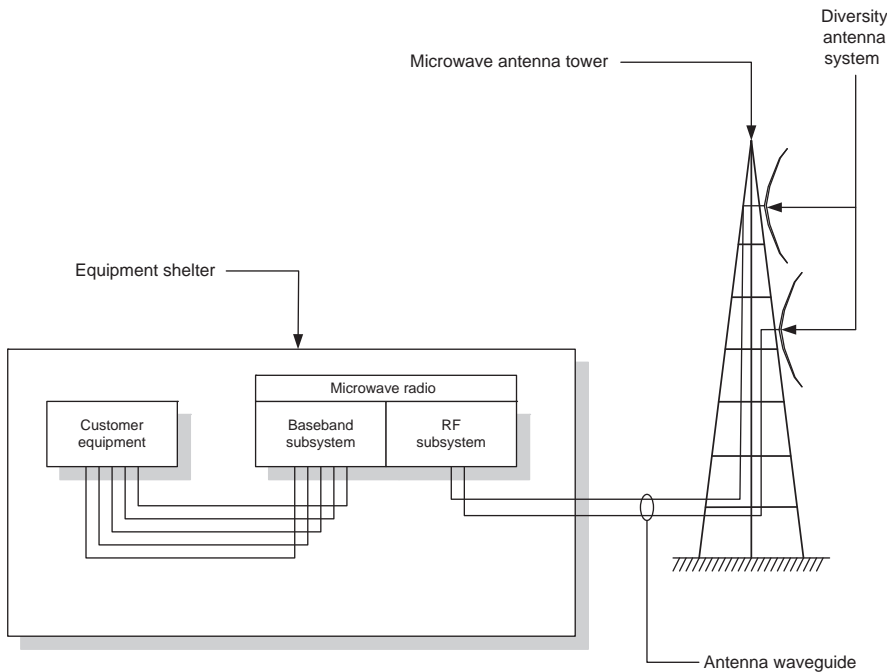 Diversity
antenna
system
Microwave antenna tower
Equipment shelter
Microwave radio
Customer
equipment
Baseband
subsystem
RF
subsystem
Antenna waveguide